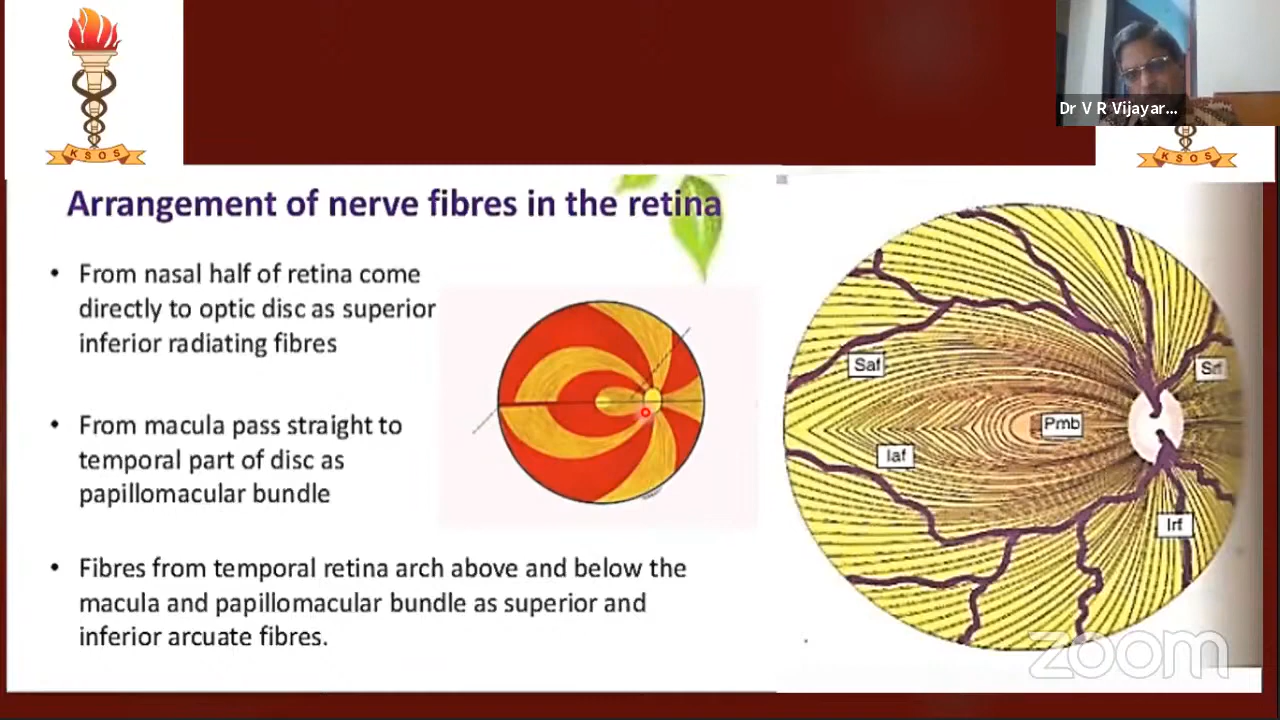 KSOS
Dr V R Vijayar...
KSOS
Arrangement of nerve fibres in the retina
• From nasal half of retina come
directly to optic disc as superior
inferior radiating fibres
• From macula pass straight to
temporal part of disc as
papillomacular bundle
• Fibres from temporal retina arch above and below the
macula and papillomacular bundle as superior and
inferior arcuate fibres.
Saf
Srf
Pmb
Iaf
Irf
zoom